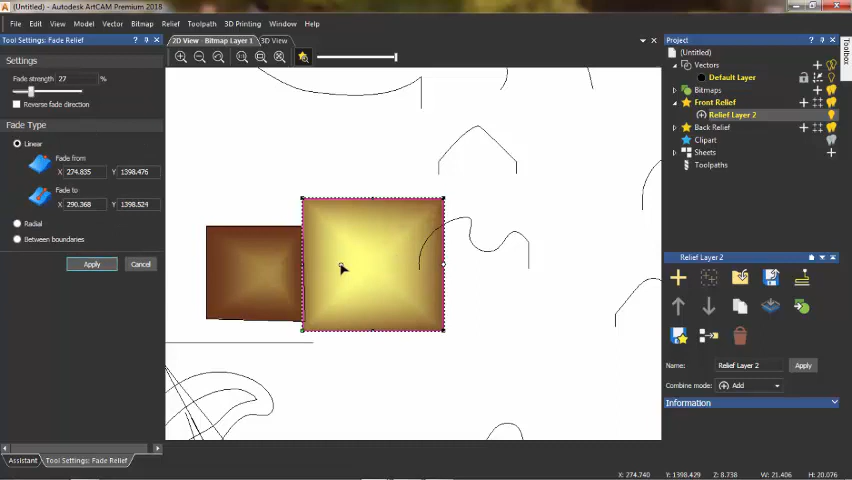 (Untitled) - Autodesk ArtCAM Premium 2018
File Edit View Model Vectors Bitmap Relief Toolpath 3D Printing Window Help
Tool Settings: Fade Relief
Settings
Fade strength 27 %
Reverse fade direction
Fade Type
Linear
Fade from
X 274.835 Y 1398.476
Fade to
X 290.368 Y 1398.524
Radial
Between boundaries
Apply Cancel
Assistant Tool Settings: Fade Relief
2D View - Bitmap Layer 1 3D View
Project
(Untitled)
Vectors
Default Layer
Bitmaps
Front Relief
Relief Layer 2
Back Relief
Clipart
Sheets
Toolpaths
Toolbox
Relief Layer 2
Name: Relief Layer 2 Apply
Combine mode: Add
Information
X: 274.740 Y: 1398.429 Z: 8.738 W: 21.406 H: 20.076